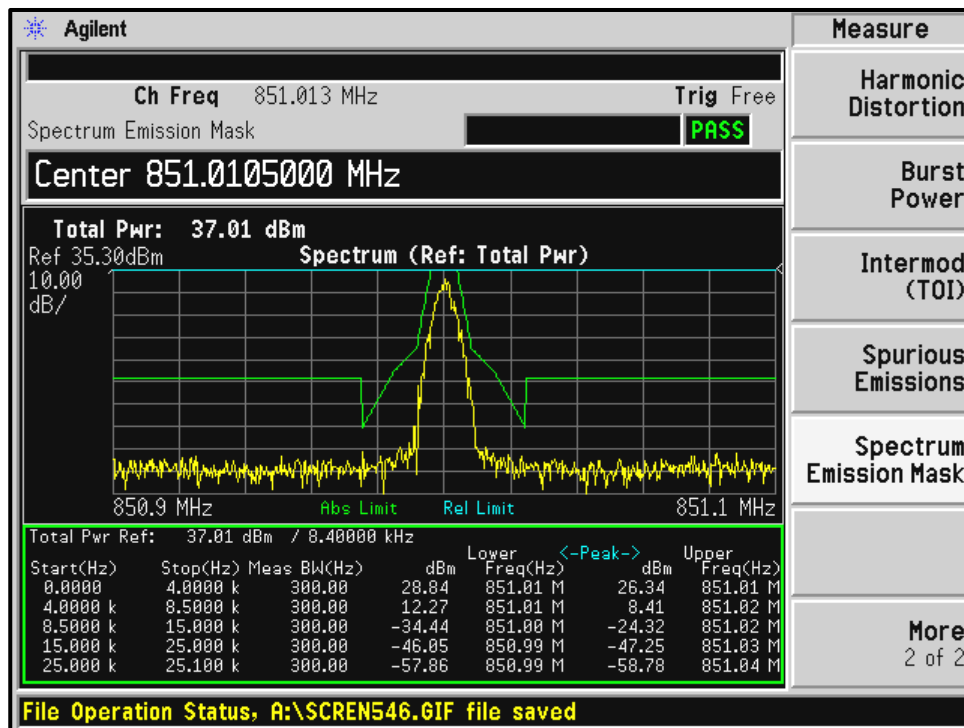 Agilent
Measure
Ch Freq 851.013 MHz Trig Free
Spectrum Emission Mask PASS
Center 851.0105000 MHz
Total Pwr: 37.01 dBm
Ref 35.30dBm Spectrum (Ref: Total Pwr)
10.00
dB/
850.9 MHz Abs Limit Rel Limit 851.1 MHz
Total Pwr Ref: 37.01 dBm / 8.40000 kHz
Lower <-Peak-> Upper
Start(Hz) Stop(Hz) Meas BW(Hz) dBm Freq(Hz) dBm Freq(Hz)
0.0000 4.0000 k 300.00 28.84 851.01 M 26.34 851.01 M
4.0000 k 8.5000 k 300.00 12.27 851.01 M 8.41 851.02 M
8.5000 k 15.000 k 300.00 -34.44 851.00 M -24.32 851.02 M
15.000 k 25.000 k 300.00 -46.05 850.99 M -47.25 851.03 M
25.000 k 25.100 k 300.00 -57.86 850.99 M -58.78 851.04 M
File Operation Status, A:\SCREN546.GIF file saved
Harmonic
Distortion
Burst
Power
Intermod
(TOI)
Spurious
Emissions
Spectrum
Emission Mask
More
2 of 2